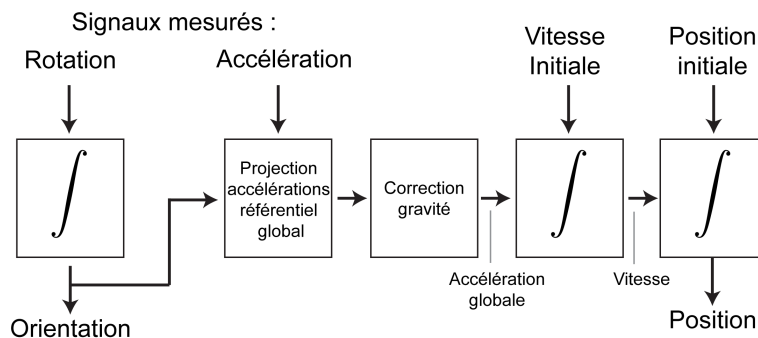 Signaux mesurés :
Rotation
Accélération
Vitesse
Initiale
Position
initiale
∫
Projection
accélérations
référentiel
global
Correction
gravité
∫
∫
Accélération
globale
Vitesse
Orientation
Position